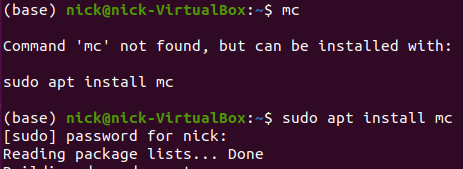 (base) nick@nick-VirtualBox:~$ mc
Command 'mc' not found, but can be installed with:
sudo apt install mc
(base) nick@nick-VirtualBox:~$ sudo apt install mc
[sudo] password for nick:
Reading package lists... Done